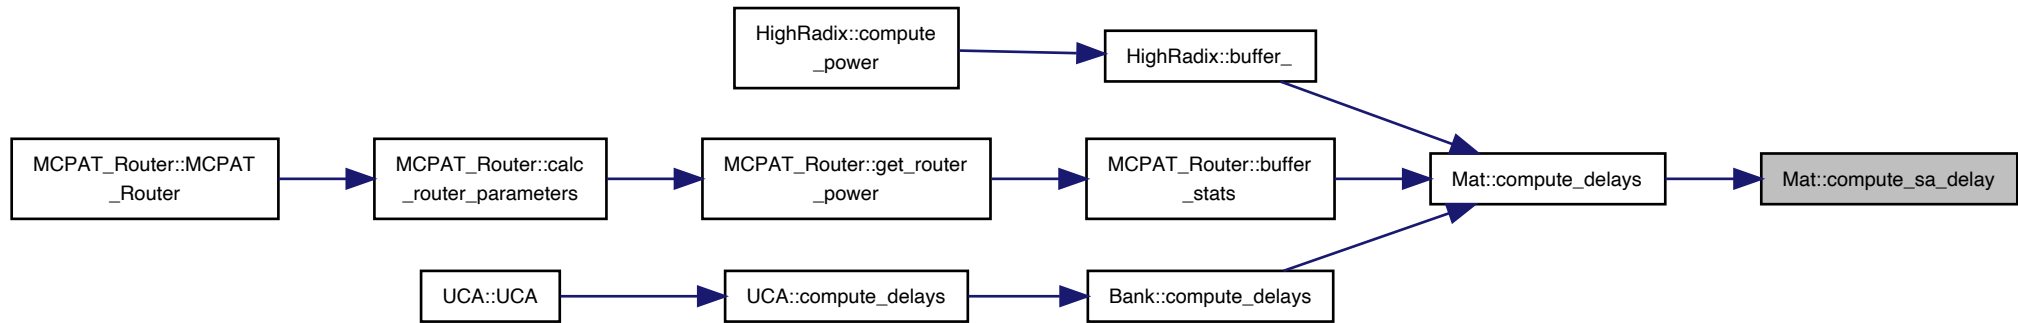 HighRadix::compute
_power
HighRadix::buffer_
MCPAT_Router::MCPAT
_Router
MCPAT_Router::calc
_router_parameters
MCPAT_Router::get_router
_power
MCPAT_Router::buffer
_stats
Mat::compute_delays
Mat::compute_sa_delay
UCA::UCA
UCA::compute_delays
Bank::compute_delays